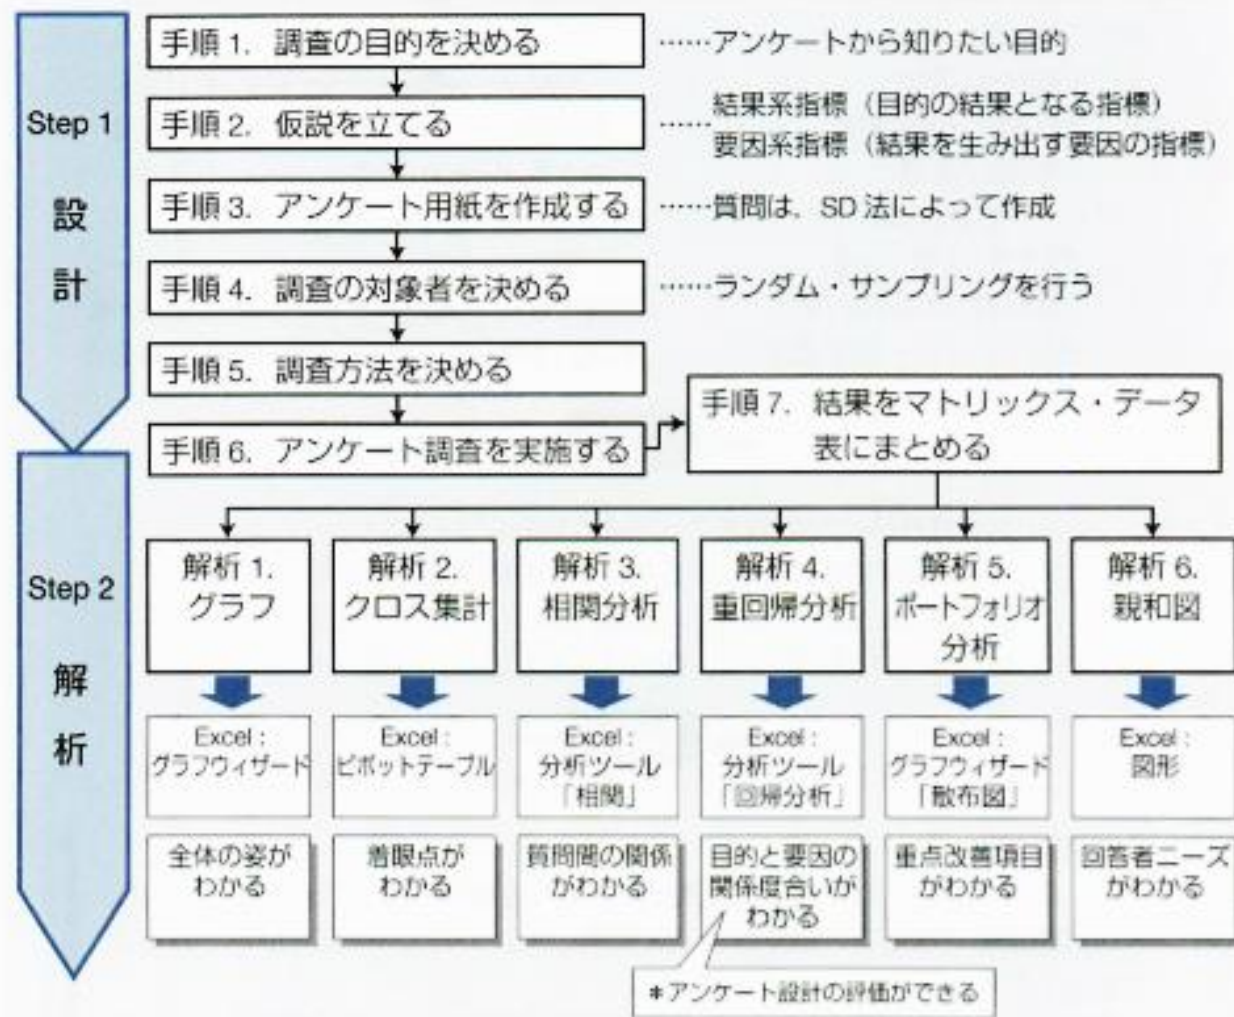 Step 1
設
計
手順 1. 調査の目的を決める
……アンケートから知りたい目的
手順 2. 仮説を立てる
……結果系指標（目的の結果となる指標）
要因系指標（結果を生み出す要因の指標）
手順 3. アンケート用紙を作成する
……質問は，SD 法によって作成
手順 4. 調査の対象者を決める
……ランダム・サンプリングを行う
手順 5. 調査方法を決める
手順 6. アンケート調査を実施する
手順 7. 結果をマトリックス・データ
表にまとめる
Step 2
解
析
解析 1.
グラフ
解析 2.
クロス集計
解析 3.
相関分析
解析 4.
重回帰分析
解析 5.
ポートフォリオ
分析
解析 6.
親和図
Excel：
グラフウィザード
Excel：
ピボットテーブル
Excel：
分析ツール
「相関」
Excel：
分析ツール
「回帰分析」
Excel：
グラフウィザード
「散布図」
Excel：
図形
全体の姿が
わかる
着眼点が
わかる
質問間の関係
がわかる
目的と要因の
関係度合いが
わかる
重点改善項目
がわかる
回答者ニーズ
がわかる
＊アンケート設計の評価ができる